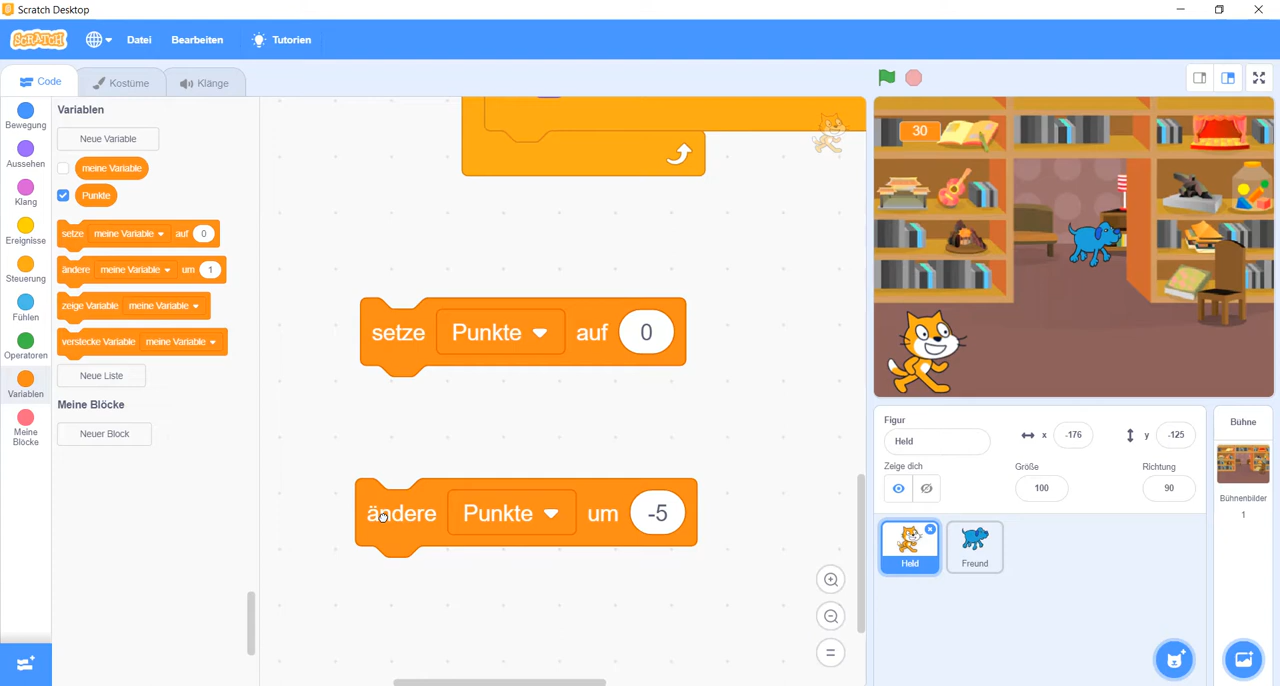 Scratch Desktop
SCRATCH
Datei
Bearbeiten
Tutorien
Code
Kostüme
Klänge
Bewegung
Aussehen
Klang
Ereignisse
Steuerung
Fühlen
Operatoren
Variablen
Meine
Blöcke
Variablen
Neue Variable
meine Variable
Punkte
setze meine Variable auf 0
ändere meine Variable um 1
zeige Variable meine Variable
verstecke Variable meine Variable
Neue Liste
Meine Blöcke
Neuer Block
setze Punkte auf 0
ändere Punkte um -5
30
Figur
Held
x -176
y -125
Zeige dich
Größe
100
Richtung
90
Held
Freund
Bühne
Bühnenbilder
1